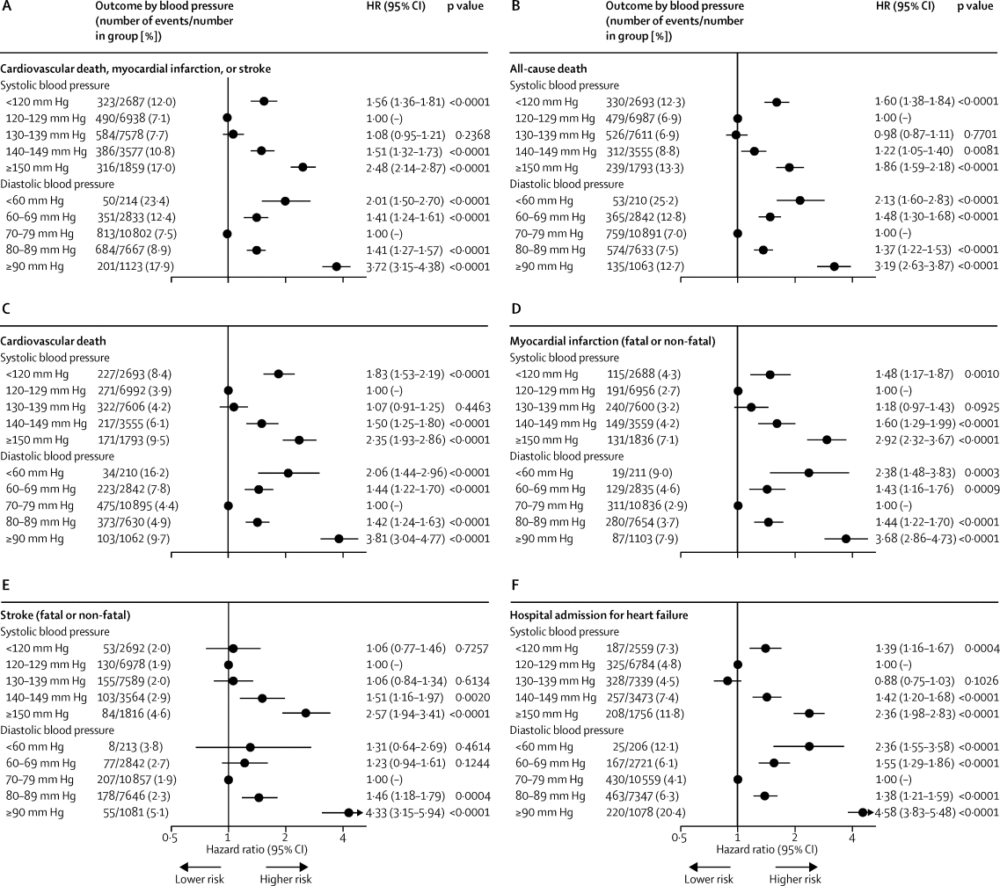 A
Outcome by blood pressure
(number of events/number
in group [%])
HR (95% CI) p value
Cardiovascular death, myocardial infarction, or stroke
Systolic blood pressure
<120 mm Hg 323/2687 (12·0) 1·56 (1·36–1·81) <0·0001
120–129 mm Hg 490/6938 (7·1) 1·00 (–)
130–139 mm Hg 584/7578 (7·7) 1·08 (0·95–1·21) 0·2368
140–149 mm Hg 386/3577 (10·8) 1·51 (1·32–1·73) <0·0001
≥150 mm Hg 316/1859 (17·0) 2·48 (2·14–2·87) <0·0001
Diastolic blood pressure
<60 mm Hg 50/214 (23·4) 2·01 (1·50–2·70) <0·0001
60–69 mm Hg 351/2833 (12·4) 1·41 (1·24–1·61) <0·0001
70–79 mm Hg 813/10 802 (7·5) 1·00 (–)
80–89 mm Hg 684/7667 (8·9) 1·41 (1·27–1·57) <0·0001
≥90 mm Hg 201/1123 (17·9) 3·72 (3·15–4·38) <0·0001
B
Outcome by blood pressure
(number of events/number
in group [%])
HR (95% CI) p value
All-cause death
Systolic blood pressure
<120 mm Hg 330/2693 (12·3) 1·60 (1·38–1·84) <0·0001
120–129 mm Hg 479/6987 (6·9) 1·00 (–)
130–139 mm Hg 526/7611 (6·9) 0·98 (0·87–1·11) 0·7701
140–149 mm Hg 312/3555 (8·8) 1·22 (1·05–1·40) 0·0081
≥150 mm Hg 239/1793 (13·3) 1·86 (1·59–2·18) <0·0001
Diastolic blood pressure
<60 mm Hg 53/210 (25·2) 2·13 (1·60–2·83) <0·0001
60–69 mm Hg 365/2842 (12·8) 1·48 (1·30–1·68) <0·0001
70–79 mm Hg 759/10 891 (7·0) 1·00 (–)
80–89 mm Hg 574/7633 (7·5) 1·37 (1·22–1·53) <0·0001
≥90 mm Hg 135/1063 (12·7) 3·19 (2·63–3·87) <0·0001
C
Cardiovascular death
Systolic blood pressure
<120 mm Hg 227/2693 (8·4) 1·83 (1·53–2·19) <0·0001
120–129 mm Hg 271/6992 (3·9) 1·00 (–)
130–139 mm Hg 322/7606 (4·2) 1·07 (0·91–1·25) 0·4463
140–149 mm Hg 217/3555 (6·1) 1·50 (1·25–1·80) <0·0001
≥150 mm Hg 171/1793 (9·5) 2·35 (1·93–2·86) <0·0001
Diastolic blood pressure
<60 mm Hg 34/210 (16·2) 2·06 (1·44–2·96) <0·0001
60–69 mm Hg 223/2842 (7·8) 1·44 (1·22–1·70) <0·0001
70–79 mm Hg 475/10 895 (4·4) 1·00 (–)
80–89 mm Hg 373/7630 (4·9) 1·42 (1·24–1·63) <0·0001
≥90 mm Hg 103/1062 (9·7) 3·81 (3·04–4·77) <0·0001
D
Myocardial infarction (fatal or non-fatal)
Systolic blood pressure
<120 mm Hg 115/2688 (4·3) 1·48 (1·17–1·87) 0·0010
120–129 mm Hg 191/6956 (2·7) 1·00 (–)
130–139 mm Hg 240/7600 (3·2) 1·18 (0·97–1·43) 0·0925
140–149 mm Hg 149/3559 (4·2) 1·60 (1·29–1·99) <0·0001
≥150 mm Hg 131/1836 (7·1) 2·92 (2·32–3·67) <0·0001
Diastolic blood pressure
<60 mm Hg 19/211 (9·0) 2·38 (1·48–3·83) 0·0003
60–69 mm Hg 129/2835 (4·6) 1·43 (1·16–1·76) 0·0009
70–79 mm Hg 311/10 836 (2·9) 1·00 (–)
80–89 mm Hg 280/7654 (3·7) 1·44 (1·22–1·70) <0·0001
≥90 mm Hg 87/1103 (7·9) 3·68 (2·86–4·73) <0·0001
E
Stroke (fatal or non-fatal)
Systolic blood pressure
<120 mm Hg 53/2692 (2·0) 1·06 (0·77–1·46) 0·7257
120–129 mm Hg 130/6978 (1·9) 1·00 (–)
130–139 mm Hg 155/7589 (2·0) 1·06 (0·84–1·34) 0·6134
140–149 mm Hg 103/3564 (2·9) 1·51 (1·16–1·97) 0·0020
≥150 mm Hg 84/1816 (4·6) 2·57 (1·94–3·41) <0·0001
Diastolic blood pressure
<60 mm Hg 8/213 (3·8) 1·31 (0·64–2·69) 0·4614
60–69 mm Hg 77/2842 (2·7) 1·23 (0·94–1·61) 0·1244
70–79 mm Hg 207/10 857 (1·9) 1·00 (–)
80–89 mm Hg 178/7646 (2·3) 1·46 (1·18–1·79) 0·0004
≥90 mm Hg 55/1081 (5·1) 4·33 (3·15–5·94) <0·0001
0·5 1 2 4
Hazard ratio (95% CI)
Lower risk Higher risk
F
Hospital admission for heart failure
Systolic blood pressure
<120 mm Hg 187/2559 (7·3) 1·39 (1·16–1·67) 0·0004
120–129 mm Hg 325/6784 (4·8) 1·00 (–)
130–139 mm Hg 328/7339 (4·5) 0·88 (0·75–1·03) 0·1026
140–149 mm Hg 257/3473 (7·4) 1·42 (1·20–1·68) <0·0001
≥150 mm Hg 208/1756 (11·8) 2·36 (1·98–2·83) <0·0001
Diastolic blood pressure
<60 mm Hg 25/206 (12·1) 2·36 (1·55–3·58) <0·0001
60–69 mm Hg 167/2721 (6·1) 1·55 (1·29–1·86) <0·0001
70–79 mm Hg 430/10 559 (4·1) 1·00 (–)
80–89 mm Hg 463/7347 (6·3) 1·38 (1·21–1·59) <0·0001
≥90 mm Hg 220/1078 (20·4) 4·58 (3·83–5·48) <0·0001
0·5 1 2 4
Hazard ratio (95% CI)
Lower risk Higher risk